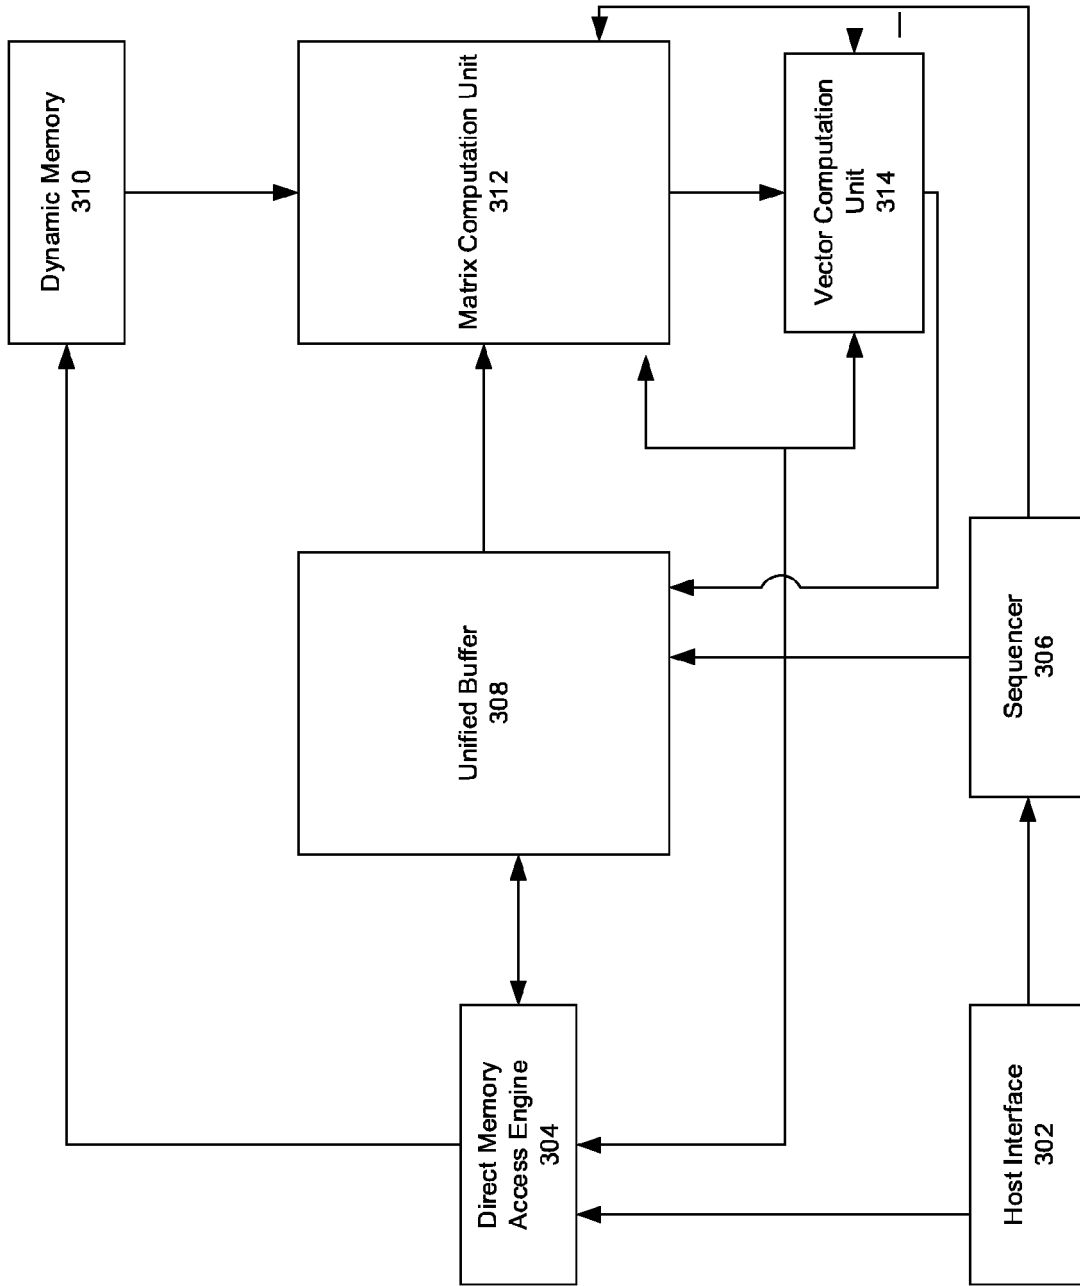 Dynamic Memory
310
Matrix Computation Unit
312
Vector Computation
Unit
314
Unified Buffer
308
Direct Memory
Access Engine
304
Sequencer
306
Host Interface
302